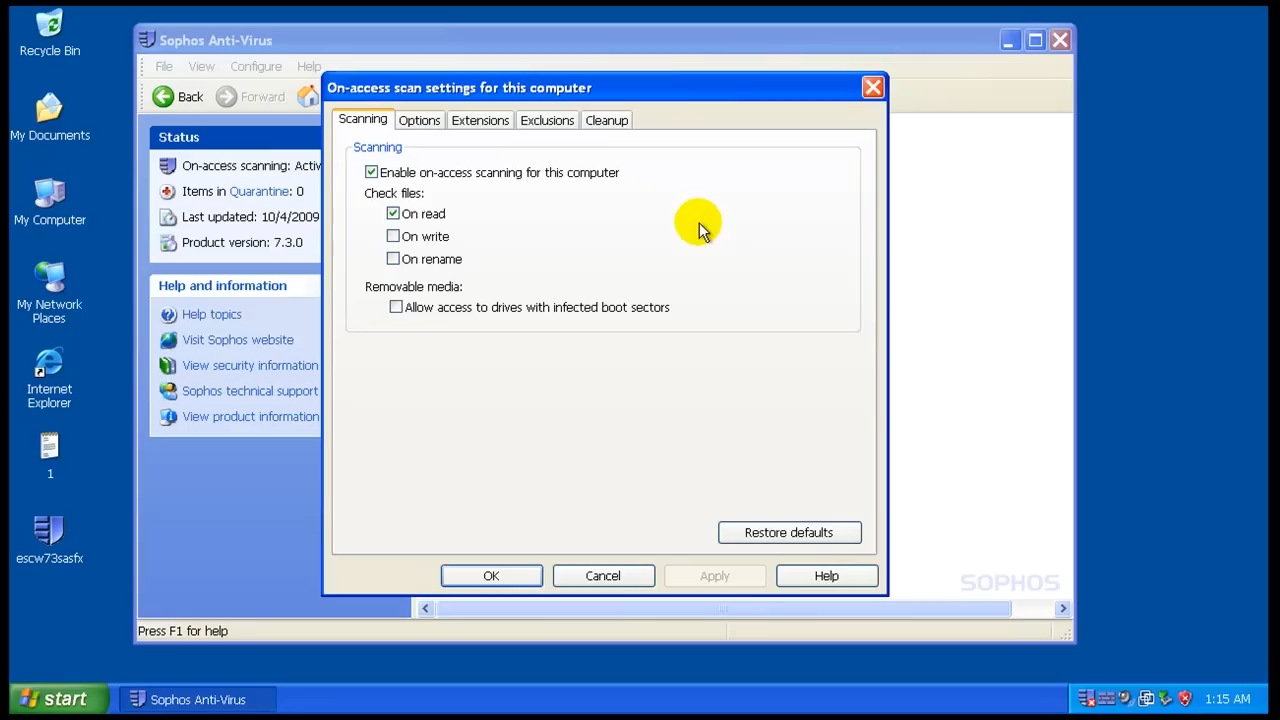 Recycle Bin
My Documents
My Computer
My Network
Places
Internet
Explorer
1
escw73sasfx
Sophos Anti-Virus
File View Configure Help
Back Forward
Status
On-access scanning:
Items in Quarantine: 0
Last updated: 10/4/2009
Product version: 7.3.0
Help and information
Help topics
Visit Sophos website
View security information
Sophos technical support
View product information
On-access scan settings for this computer
Scanning Options Extensions Exclusions Cleanup
Scanning
Enable on-access scanning for this computer
Check files:
On read
On write
On rename
Removable media:
Allow access to drives with infected boot sectors
Restore defaults
OK Cancel Apply Help
SOPHOS
Press F1 for help
start Sophos Anti-Virus 1:15 AM